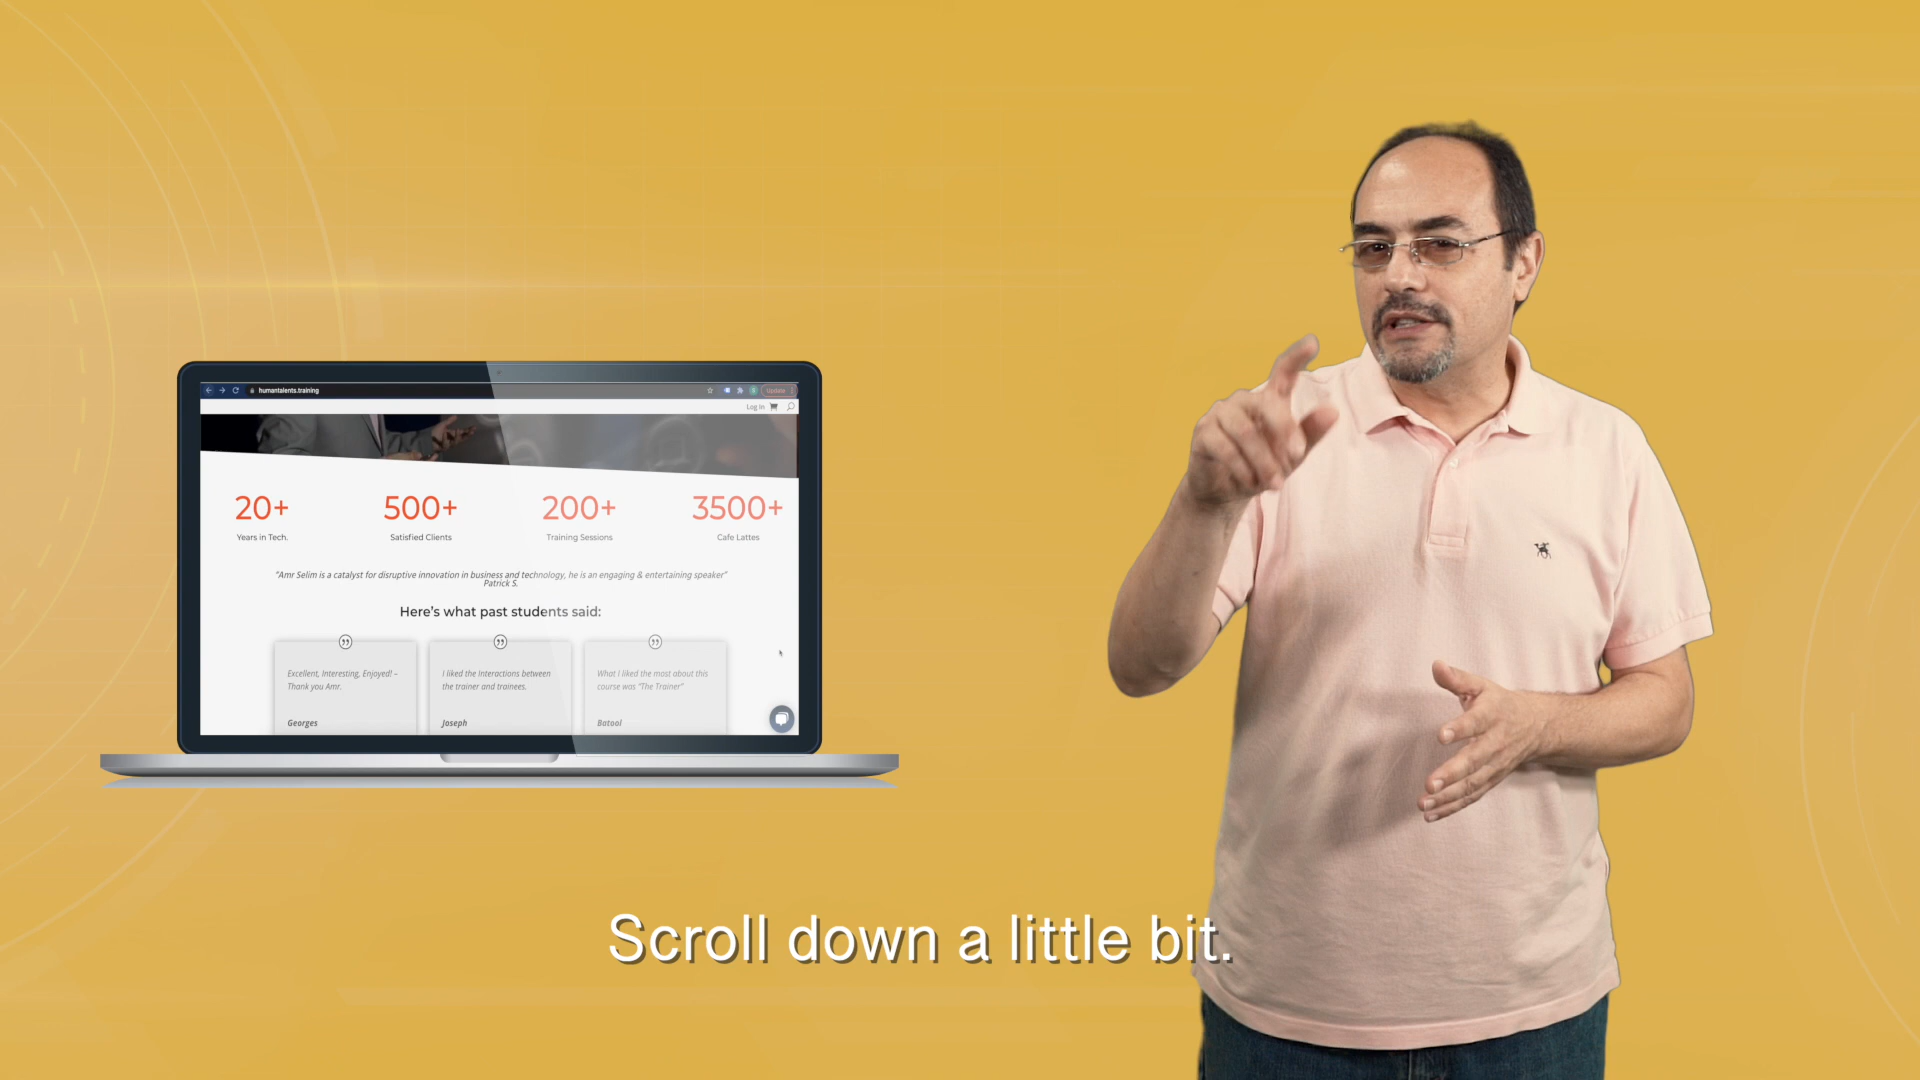 humantalents.training
Update
Log In
20+ 500+ 200+ 3500+
Years in Tech. Satisfied Clients Training Sessions Cafe Lattes
"Amr Selim is a catalyst for disruptive innovation in business and technology, he is an engaging & entertaining speaker"
Patrick S.
Here's what past students said:
Excellent, Interesting, Enjoyed! –
Thank you Amr.
Georges
I liked the Interactions between
the trainer and trainees.
Joseph
What I liked the most about this
course was "The Trainer"
Batool
Scroll down a little bit.